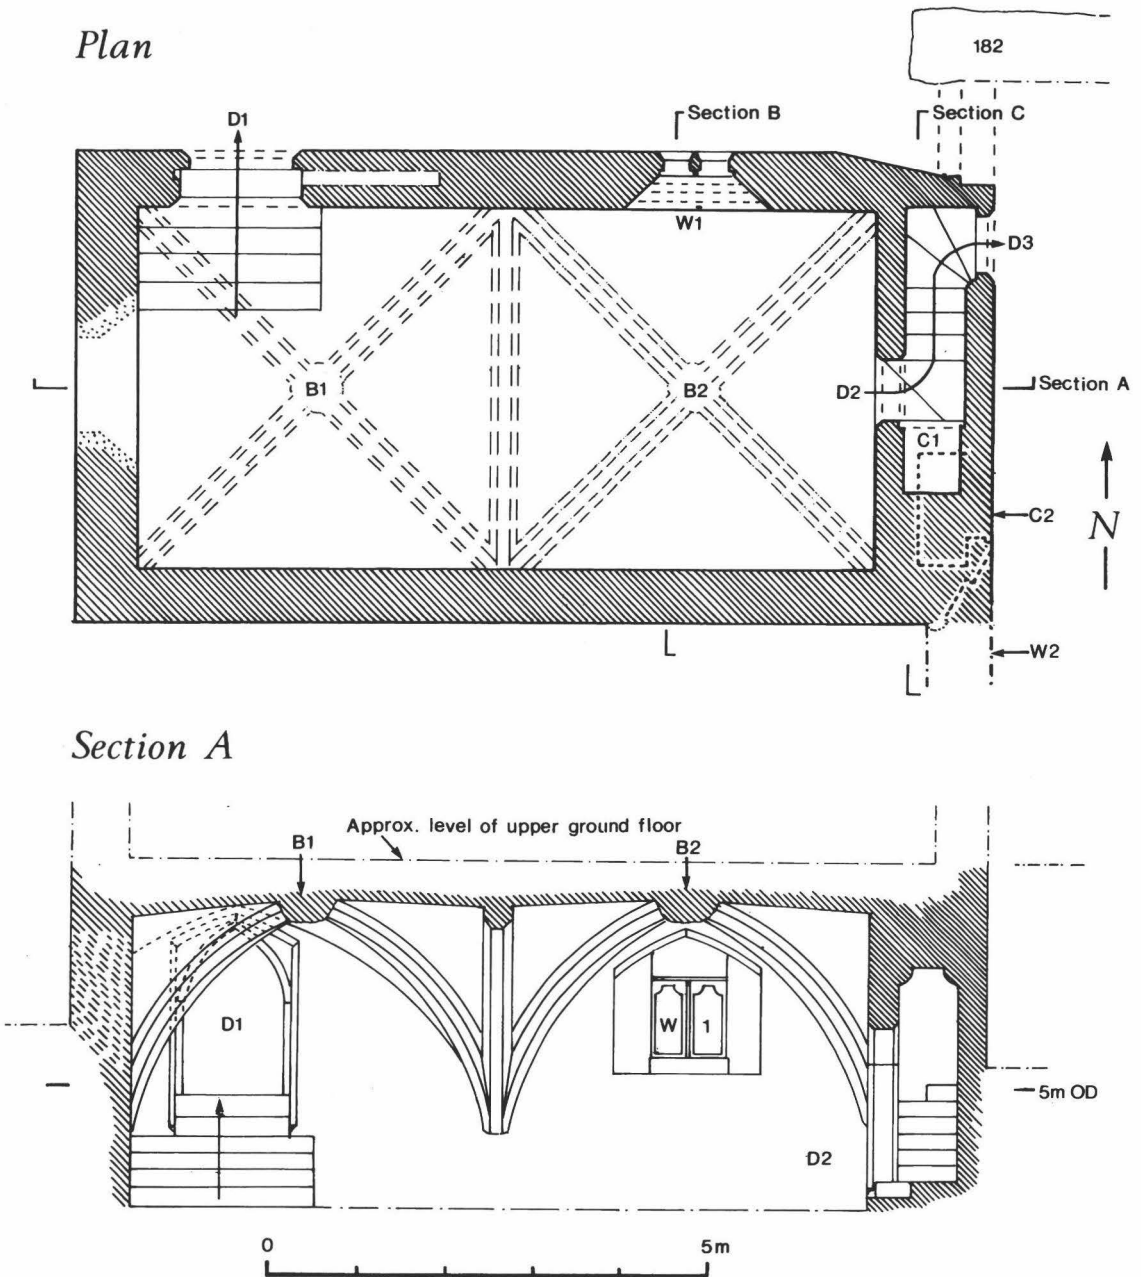 Plan
182
D1
Section B
Section C
W1
D3
B1
B2
D2
Section A
C1
C2
N
W2
Section A
Approx. level of upper ground floor
B1
B2
D1
W 1
5m OD
D2
0 5m